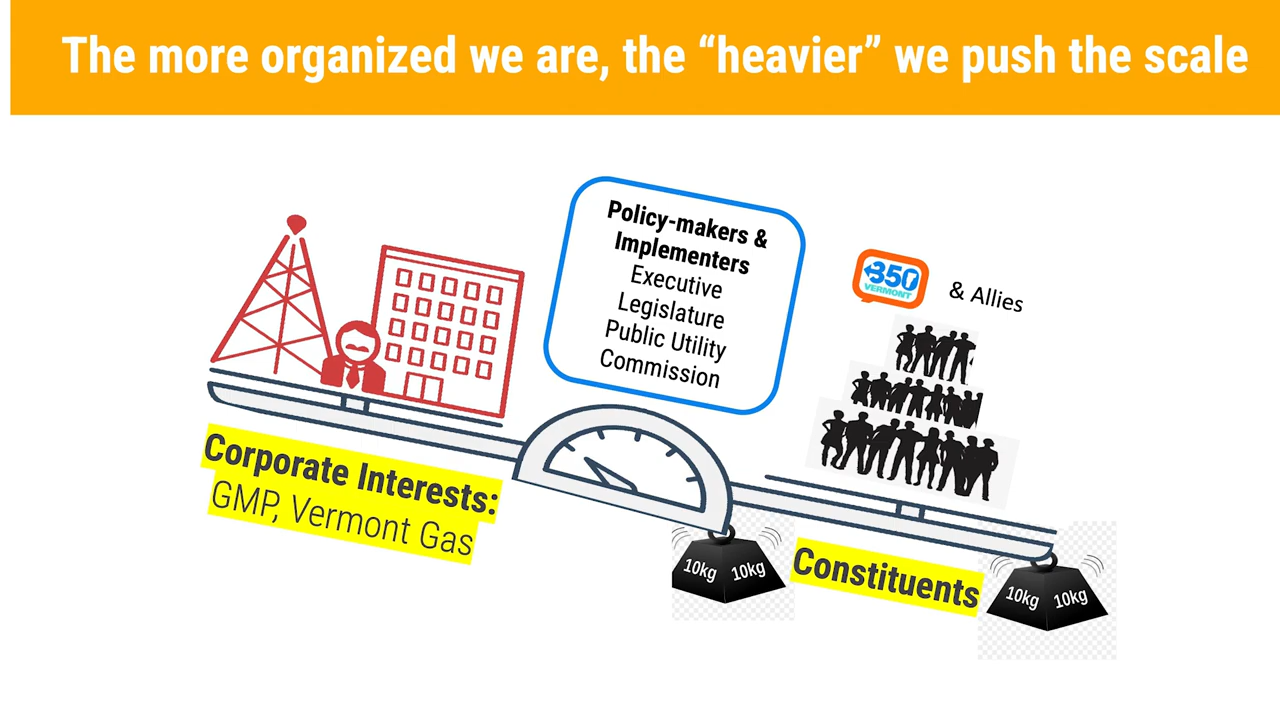 The more organized we are, the “heavier” we push the scale
Policy-makers &
Implementers
Executive
Legislature
Public Utility
Commission
350
VERMONT
& Allies
Corporate Interests:
GMP, Vermont Gas
Constituents
10kg 10kg
10kg 10kg